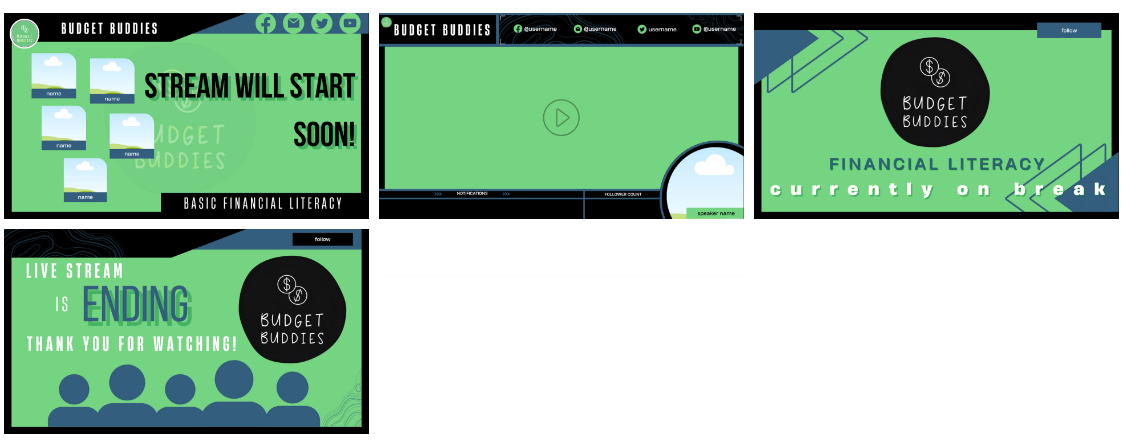 BUDGET BUDDIES
BUDGET
BUDDIES
name
name
STREAM WILL START
SOON!
name
name
name
BUDGET
BUDDIES
BASIC FINANCIAL LITERACY
BUDGET BUDDIES
@username
@username
username
@username
NOTIFICATIONS
FOLLOWER COUNT
speaker name
follow
BUDGET
BUDDIES
FINANCIAL LITERACY
currently on break
follow
LIVE STREAM
IS ENDING
THANK YOU FOR WATCHING!
BUDGET
BUDDIES